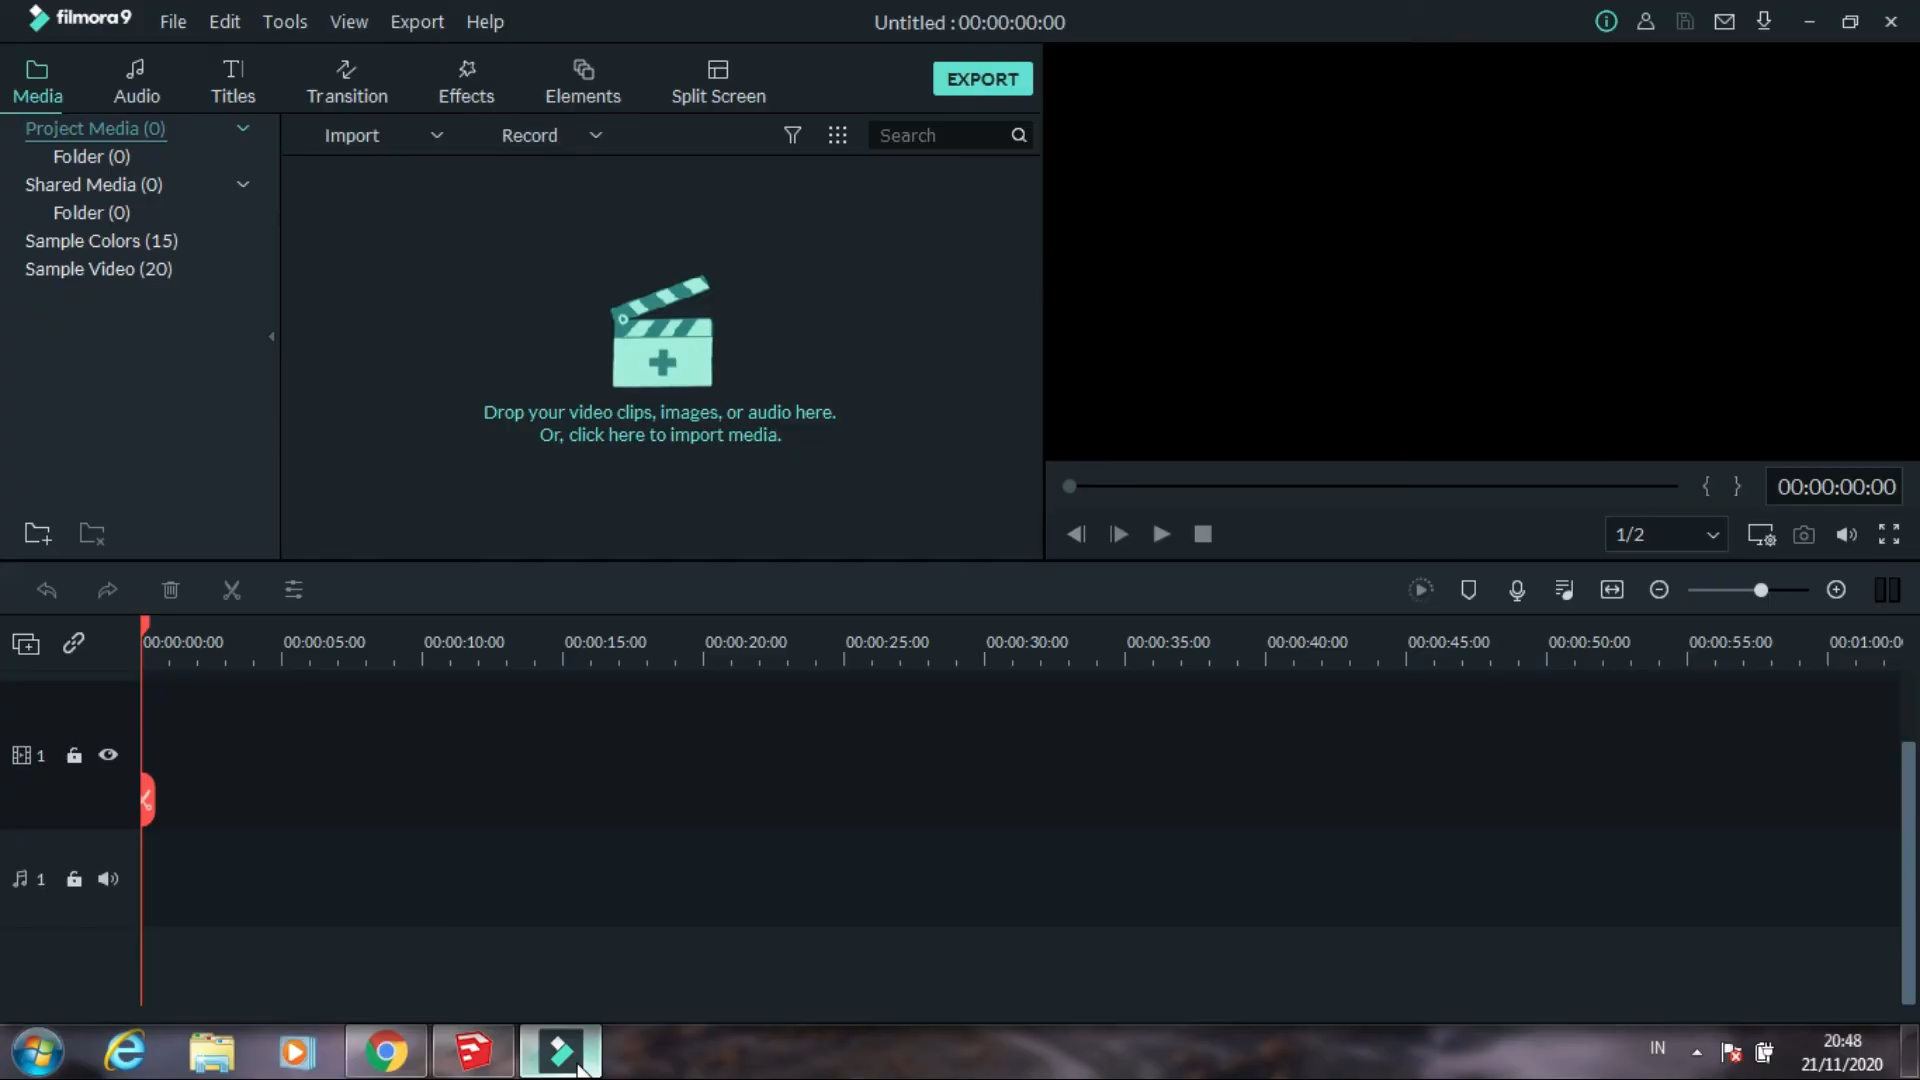 filmora9 File Edit Tools View Export Help Untitled : 00:00:00:00
Media Audio Titles Transition Effects Elements Split Screen EXPORT
Project Media (0)
Folder (0)
Shared Media (0)
Folder (0)
Sample Colors (15)
Sample Video (20)
Import Record Search
Drop your video clips, images, or audio here.
Or, click here to import media.
{ } 00:00:00:00
1/2
00:00:00:00 00:00:05:00 00:00:10:00 00:00:15:00 00:00:20:00 00:00:25:00 00:00:30:00 00:00:35:00 00:00:40:00 00:00:45:00 00:00:50:00 00:00:55:00 00:01:00:0
1
1
IN
20:48
21/11/2020